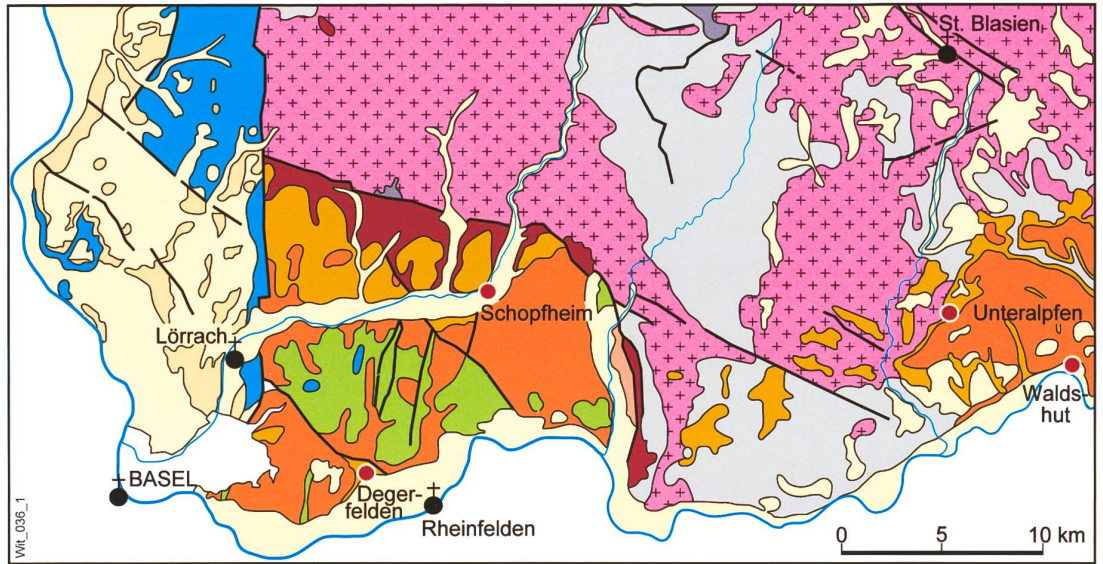 St. Blasien
Schopfheim
Unteralpfen
Lörrach
Walds-
hut
BASEL
Deger-
felden
Rheinfelden
0 5 10 km
Wit_036_1